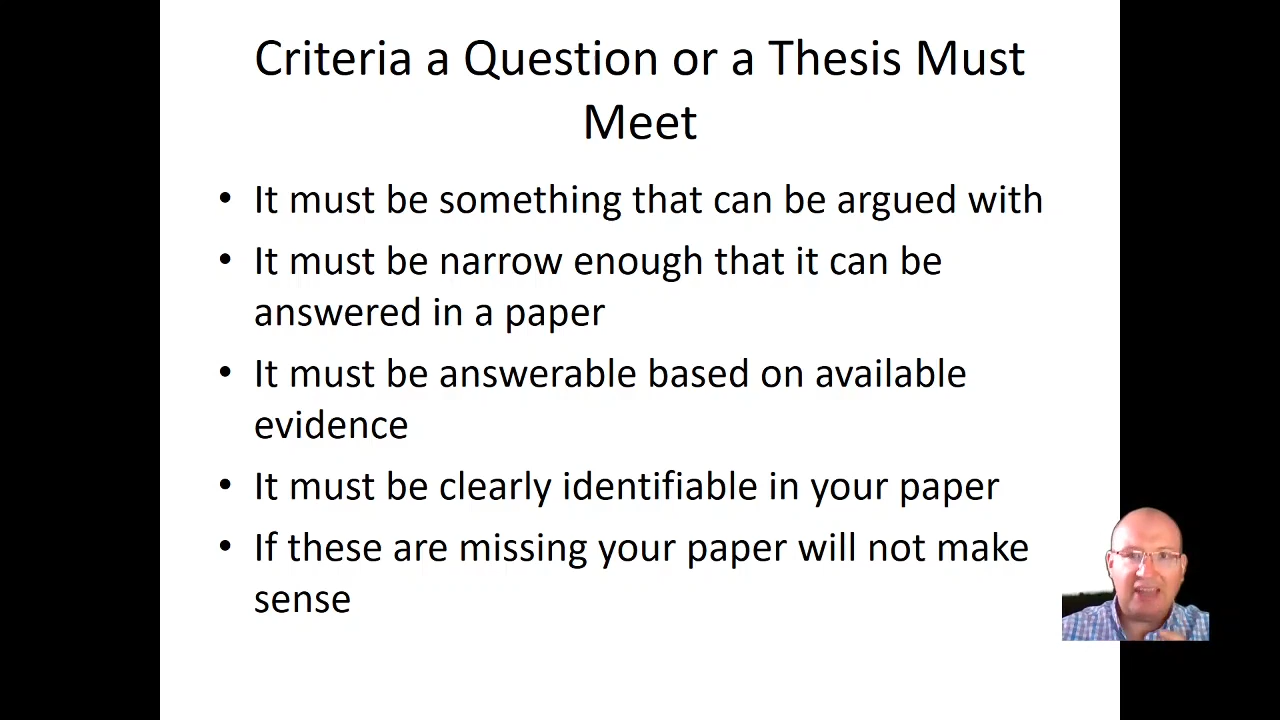 Criteria a Question or a Thesis Must
Meet
• It must be something that can be argued with
• It must be narrow enough that it can be
answered in a paper
• It must be answerable based on available
evidence
• It must be clearly identifiable in your paper
• If these are missing your paper will not make
sense